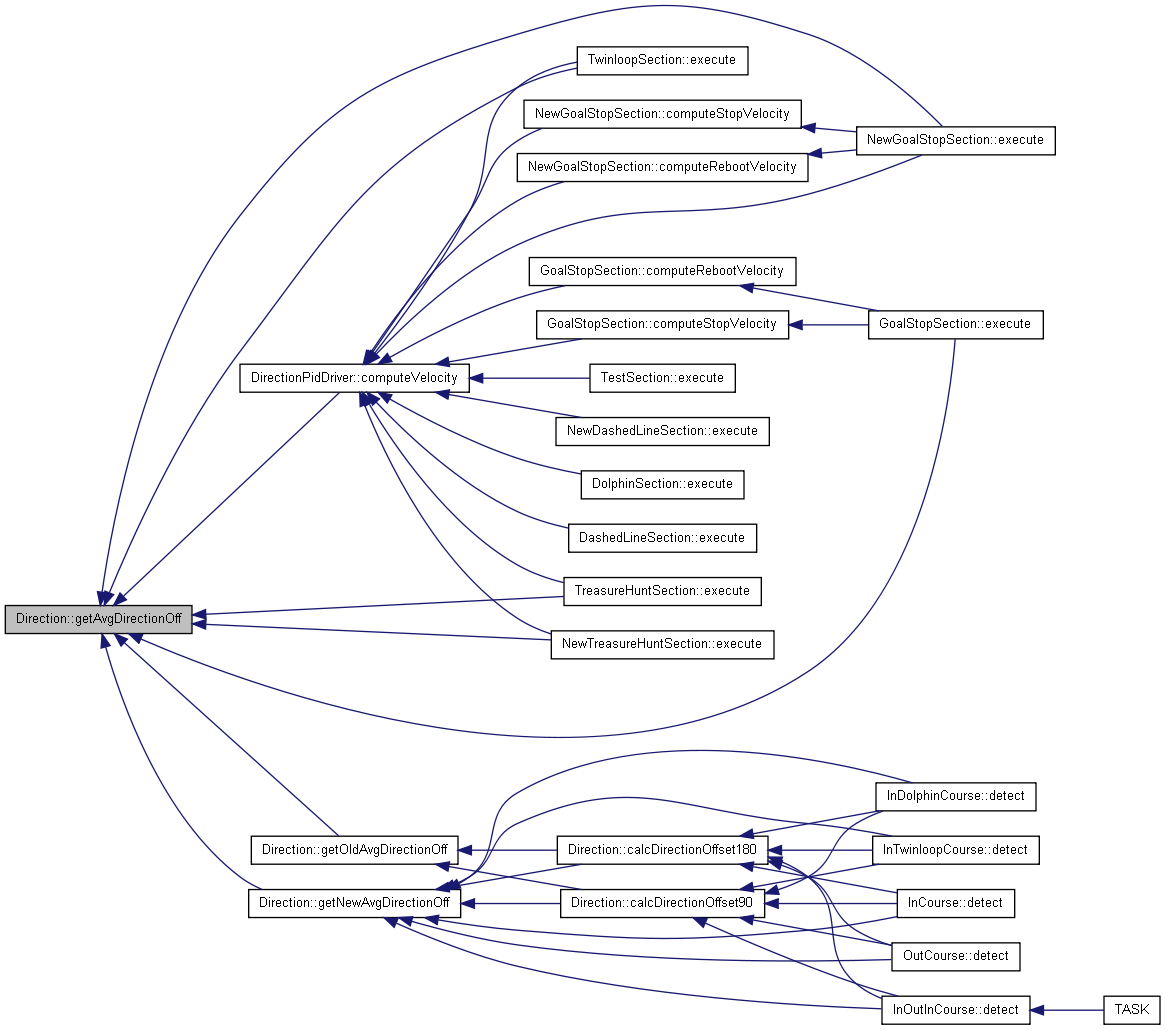 TwinloopSection::execute
NewGoalStopSection::computeStopVelocity
NewGoalStopSection::execute
NewGoalStopSection::computeRebootVelocity
GoalStopSection::computeRebootVelocity
GoalStopSection::computeStopVelocity
GoalStopSection::execute
DirectionPidDriver::computeVelocity
TestSection::execute
NewDashedLineSection::execute
DolphinSection::execute
DashedLineSection::execute
TreasureHuntSection::execute
Direction::getAvgDirectionOff
NewTreasureHuntSection::execute
InDolphinCourse::detect
Direction::getOldAvgDirectionOff
Direction::calcDirectionOffset180
InTwinloopCourse::detect
Direction::getNewAvgDirectionOff
Direction::calcDirectionOffset90
InCourse::detect
OutCourse::detect
InOutInCourse::detect
TASK